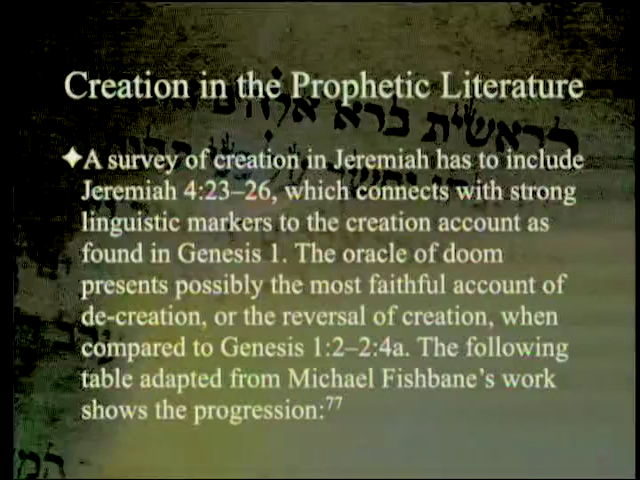 Creation in the Prophetic Literature
בראשית ברא אלהים
✦A survey of creation in Jeremiah has to include
Jeremiah 4:23–26, which connects with strong
linguistic markers to the creation account as
found in Genesis 1. The oracle of doom
presents possibly the most faithful account of
de-creation, or the reversal of creation, when
compared to Genesis 1:2–2:4a. The following
table adapted from Michael Fishbane's work
shows the progression:77